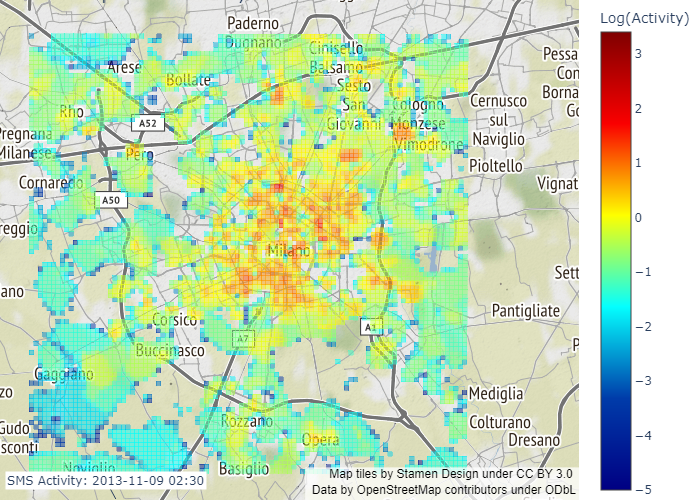 Log(Activity)
3
2
1
0
−1
−2
−3
−4
−5
Paderno
Dugnano
Cinisello
Balsamo
Arese
Bollate
Sesto
San
Giovanni
Cologno
Monzese
Vimodrone
Cernusco
sul
Naviglio
Pessa
Con
Borna
Go
Rho
A52
Pregnana
Milanese
Pero
Pioltello
Cornaredo
Vignat
A50
reggio
Milano
Sett
ano
Pantigliate
Corsico
A7
A1
Buccinasco
P
Gaggiano
Mediglia
zo
Gudo
sconti
Rozzano
Opera
Colturano
Dresano
Noviglio
Basiglio
SMS Activity: 2013-11-09 02:30
Map tiles by Stamen Design under CC BY 3.0
Data by OpenStreetMap contributors under ODbL